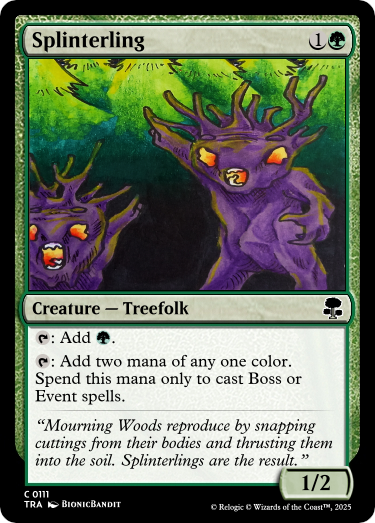 Splinterling 1
Creature — Treefolk
: Add .
: Add two mana of any one color.
Spend this mana only to cast Boss or
Event spells.
“Mourning Woods reproduce by snapping
cuttings from their bodies and thrusting them
into the soil. Splinterlings are the result.”
1/2
C 0111
TRA BionicBandit
© Relogic © Wizards of the Coast™, 2025